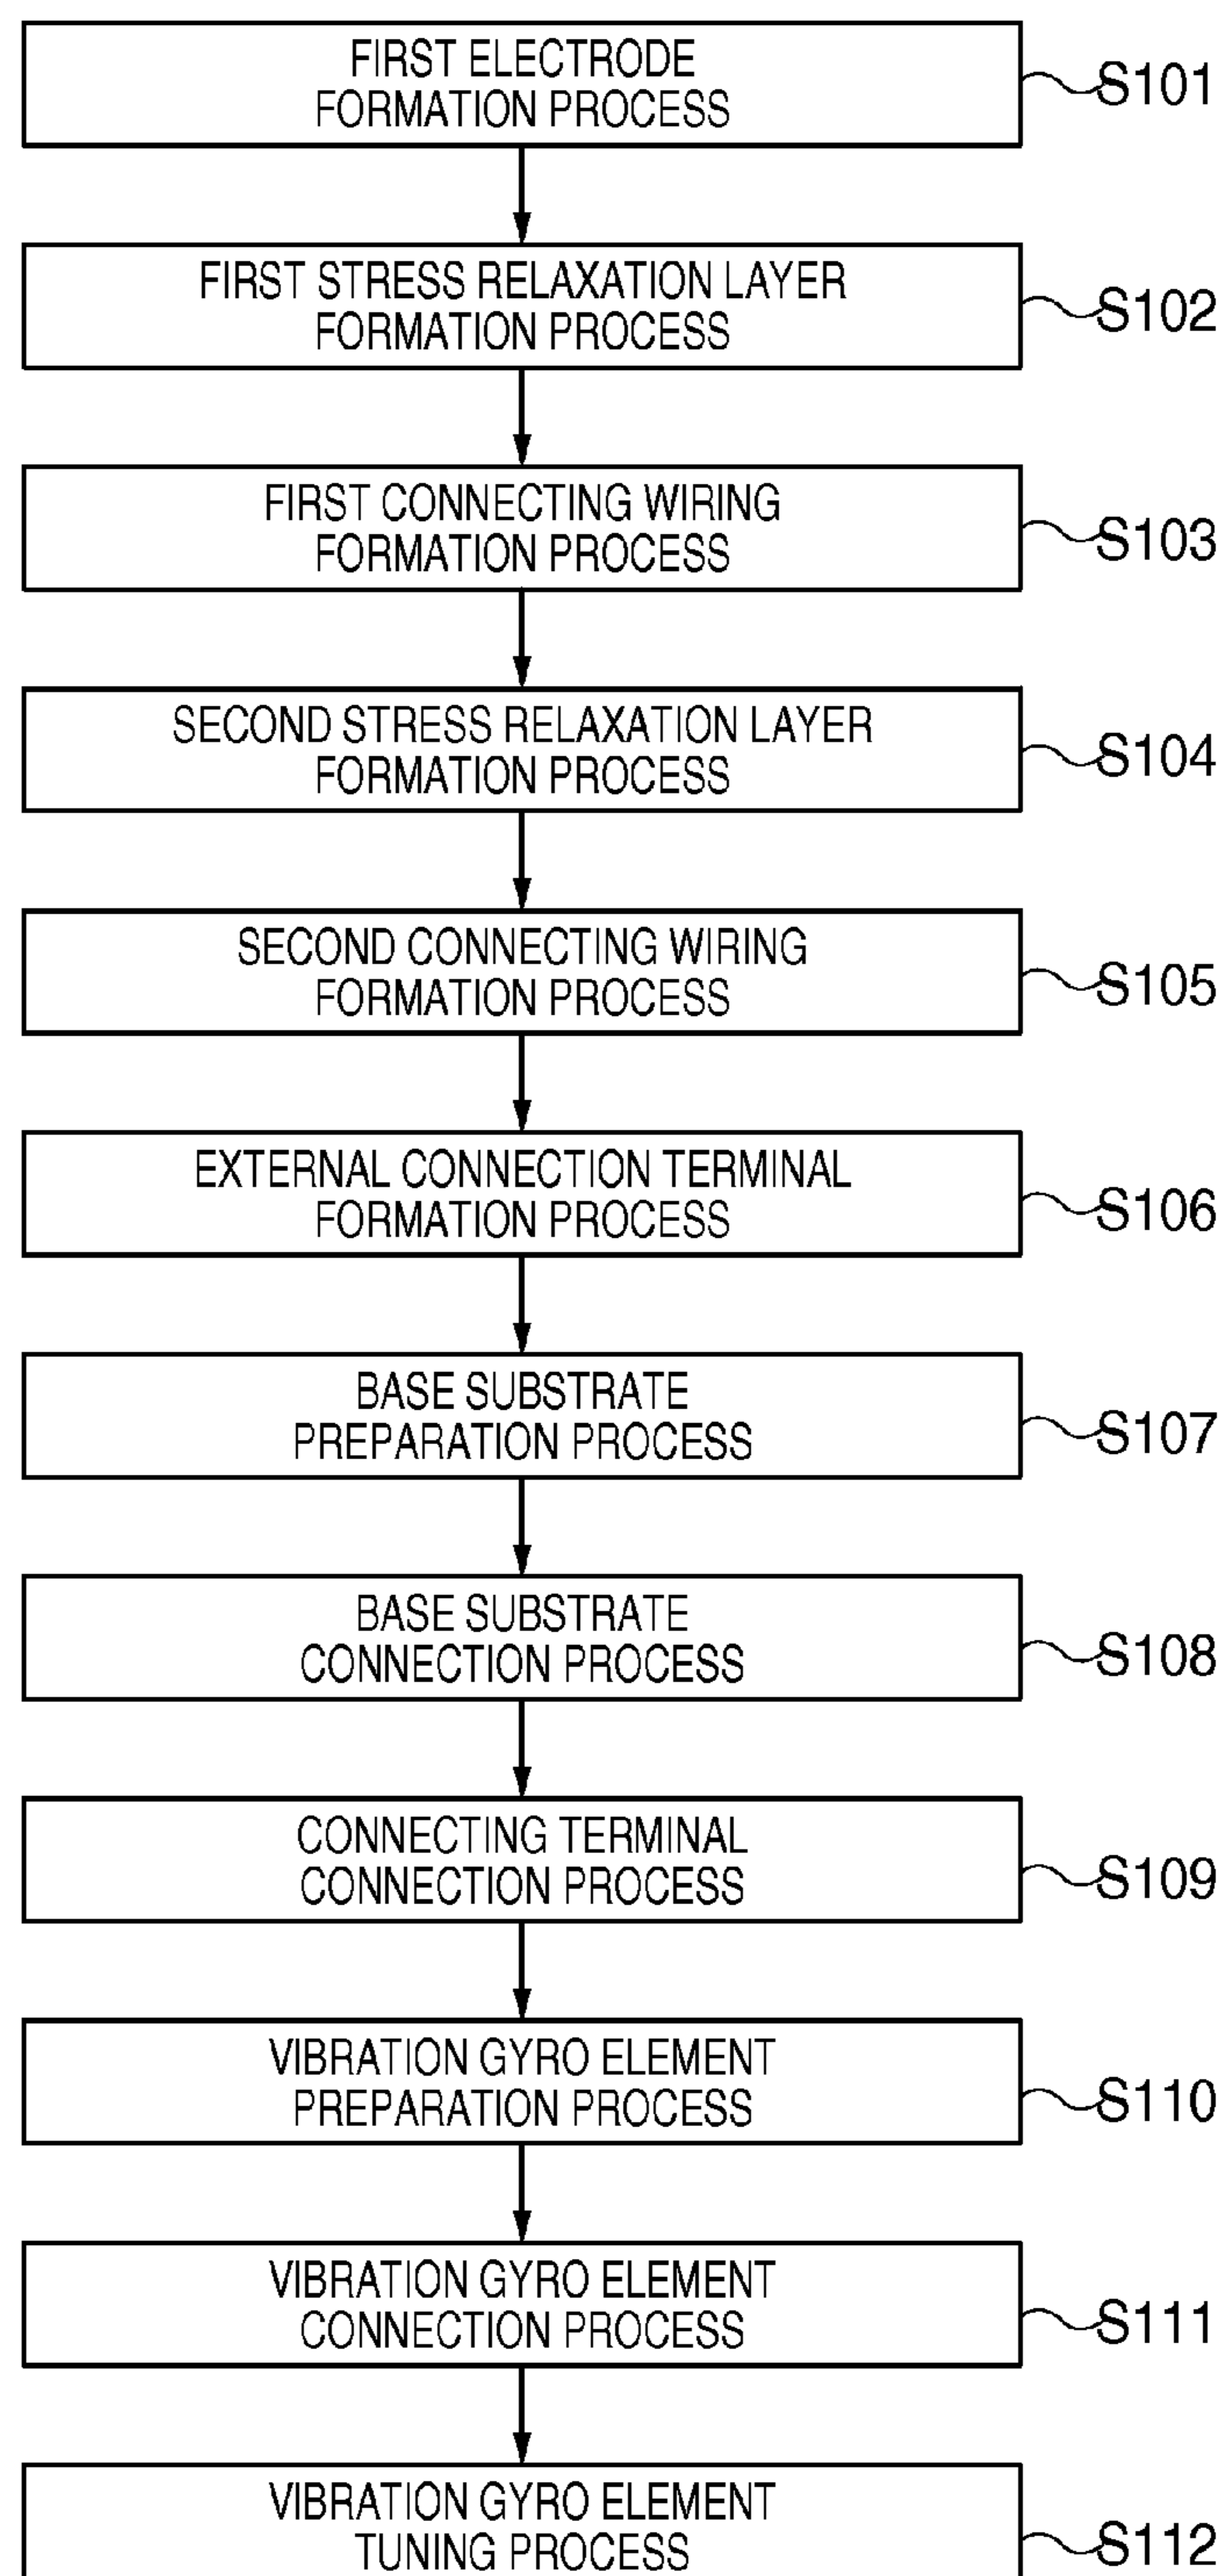 FIRST ELECTRODE
FORMATION PROCESS
S101
FIRST STRESS RELAXATION LAYER
FORMATION PROCESS
S102
FIRST CONNECTING WIRING
FORMATION PROCESS
S103
SECOND STRESS RELAXATION LAYER
FORMATION PROCESS
S104
SECOND CONNECTING WIRING
FORMATION PROCESS
S105
EXTERNAL CONNECTION TERMINAL
FORMATION PROCESS
S106
BASE SUBSTRATE
PREPARATION PROCESS
S107
BASE SUBSTRATE
CONNECTION PROCESS
S108
CONNECTING TERMINAL
CONNECTION PROCESS
S109
VIBRATION GYRO ELEMENT
PREPARATION PROCESS
S110
VIBRATION GYRO ELEMENT
CONNECTION PROCESS
S111
VIBRATION GYRO ELEMENT
TUNING PROCESS
S112